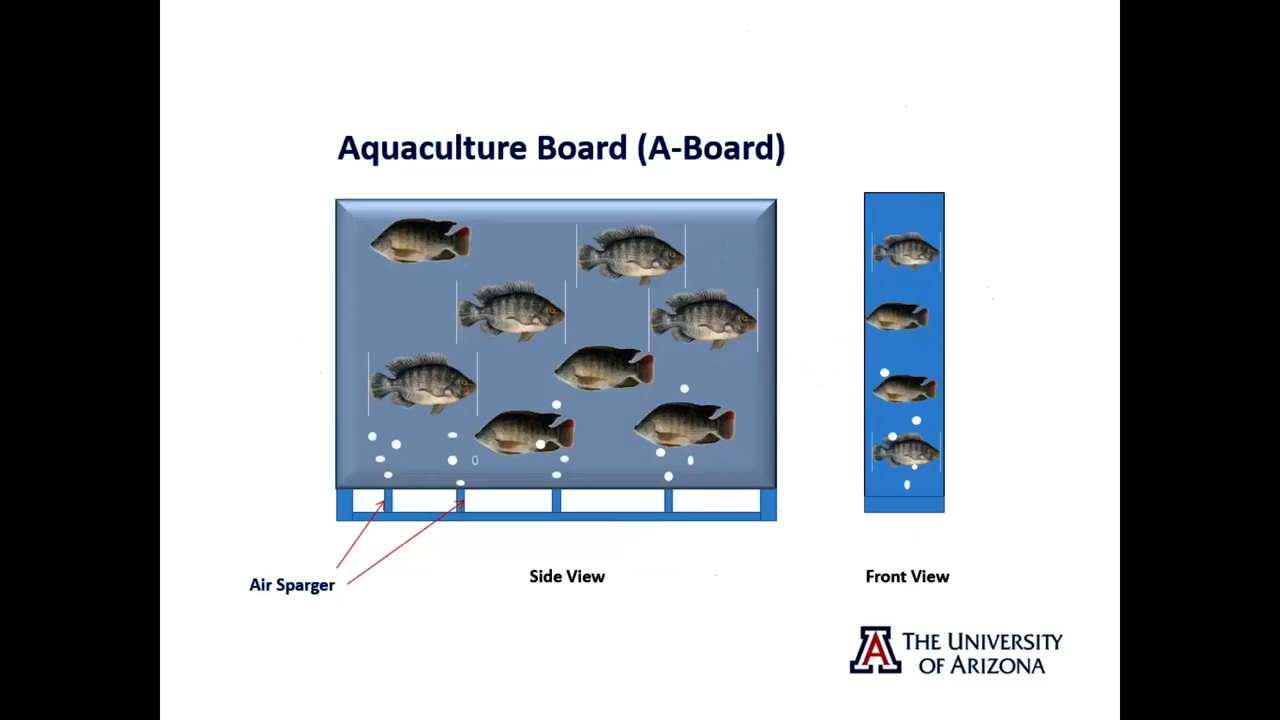 Aquaculture Board (A-Board)
Air Sparger
Side View
Front View
A THE UNIVERSITY
OF ARIZONA